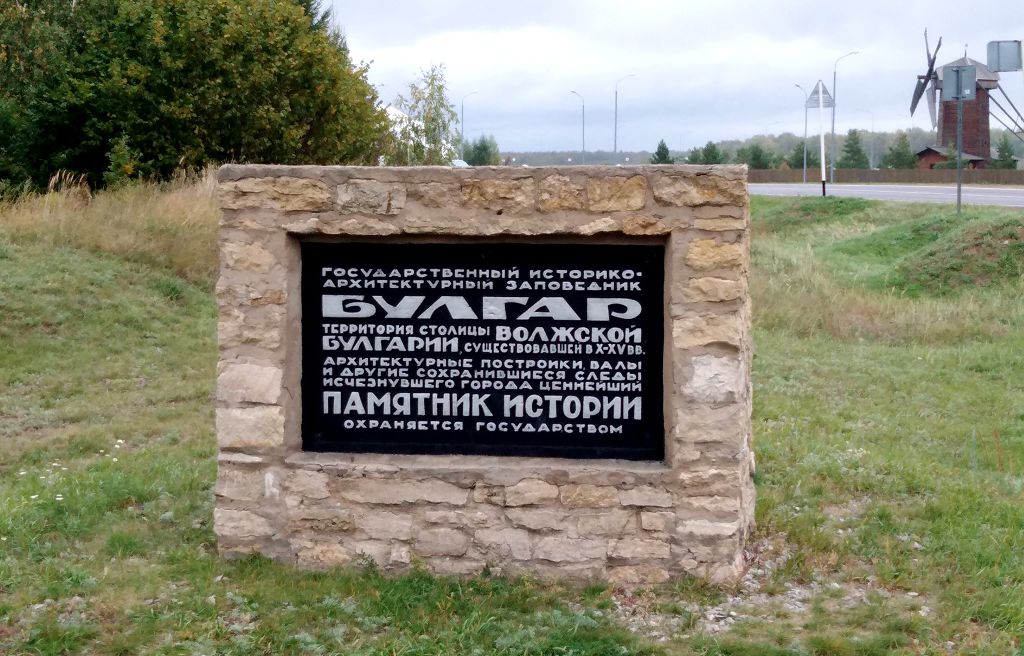 ГОСУДАРСТВЕННЫЙ ИСТОРИКО-
АРХИТЕКТУРНЫЙ ЗАПОВЕДНИК
БУЛГАР
ТЕРРИТОРИЯ СТОЛИЦЫ ВОЛЖСКОЙ
БУЛГАРИИ, СУЩЕСТВОВАВШЕН В X-XV ВВ.
АРХИТЕКТУРНЫЕ ПОСТРОЙКИ, ВАЛЫ
И ДРУГИЕ СОХРАНИВШИЕСЯ СЛЕДЫ
ИСЧЕЗНУВШЕГО ГОРОДА ЦЕННЕЙШИЙ
ПАМЯТНИК ИСТОРИИ
ОХРАНЯЕТСЯ ГОСУДАРСТВОМ